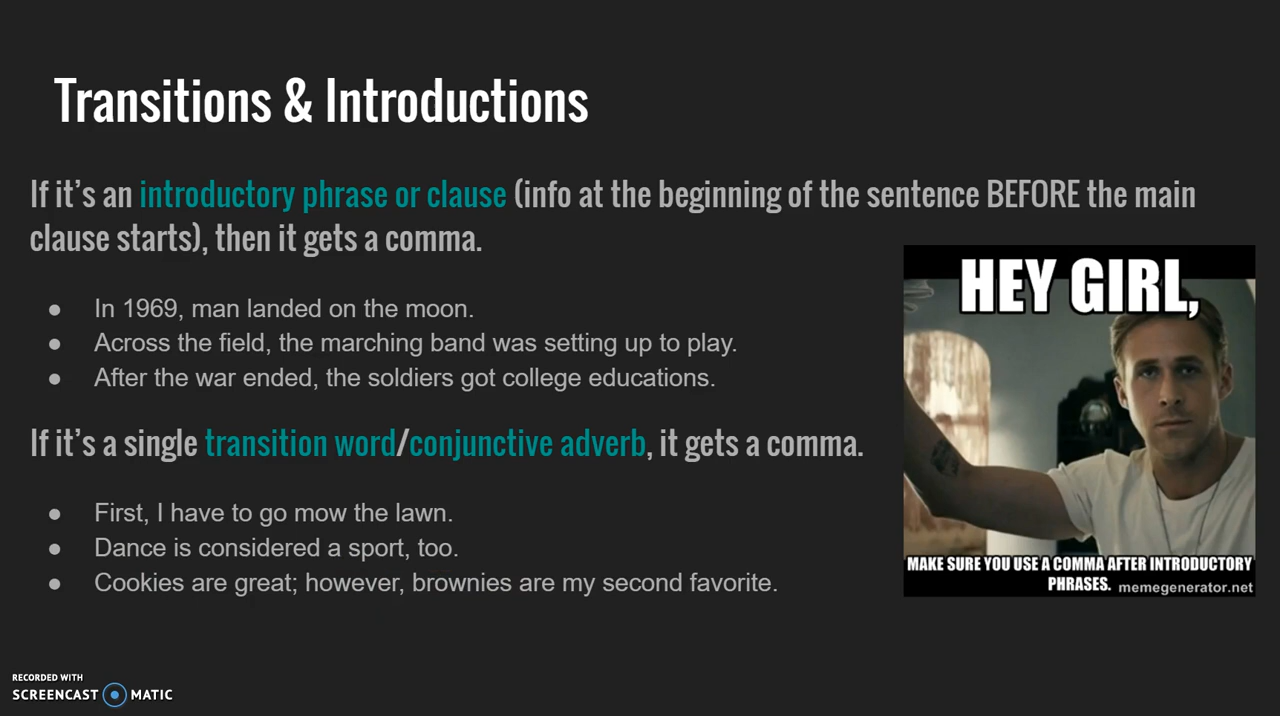 Transitions & Introductions
If it's an introductory phrase or clause (info at the beginning of the sentence BEFORE the main
clause starts), then it gets a comma.
● In 1969, man landed on the moon.
● Across the field, the marching band was setting up to play.
● After the war ended, the soldiers got college educations.
If it's a single transition word/conjunctive adverb, it gets a comma.
● First, I have to go mow the lawn.
● Dance is considered a sport, too.
● Cookies are great; however, brownies are my second favorite.
HEY GIRL,
MAKE SURE YOU USE A COMMA AFTER INTRODUCTORY
PHRASES. memegenerator.net
RECORDED WITH
SCREENCAST MATIC